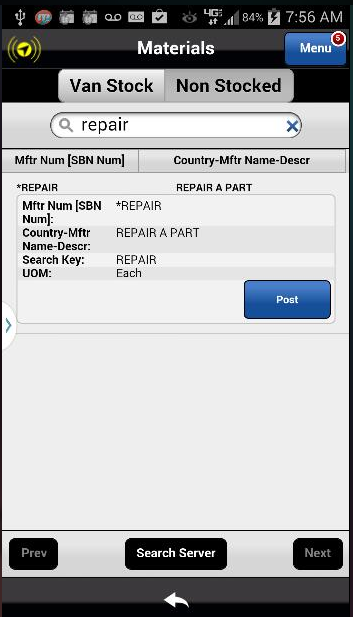 4G 84% 7:56 AM
Materials
Menu
5
Van Stock Non Stocked
repair
Mftr Num [SBN Num] Country-Mftr Name-Descr
*REPAIR REPAIR A PART
Mftr Num [SBN Num]: *REPAIR
Country-Mftr Name-Descr: REPAIR A PART
Search Key: REPAIR
UOM: Each
Post
Prev Search Server Next